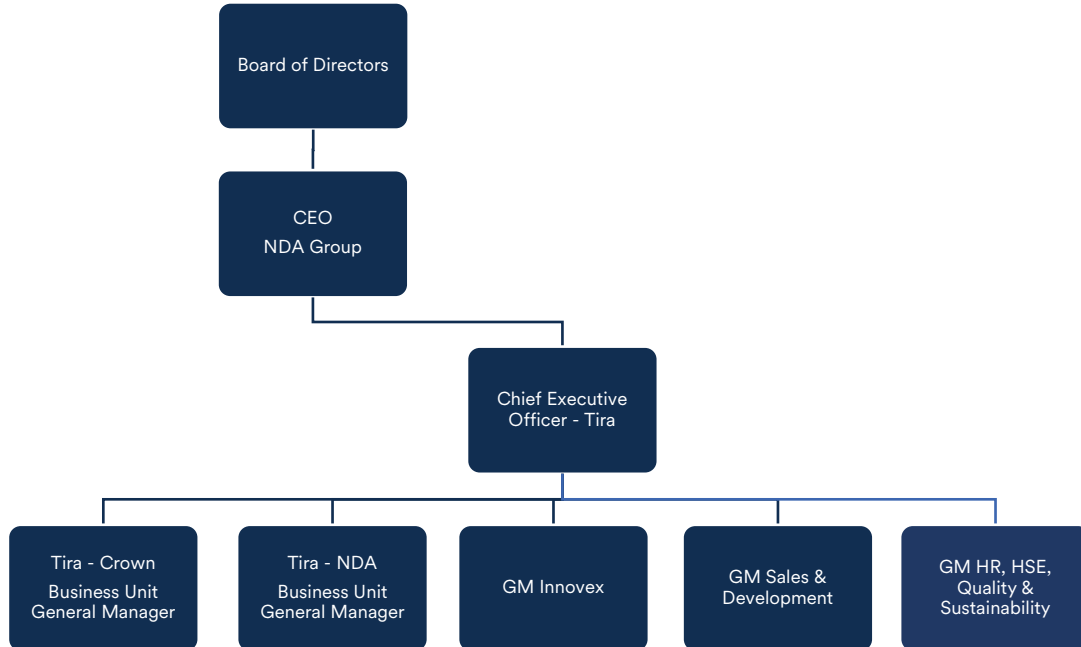 Board of Directors
CEO
NDA Group
Chief Executive
Officer - Tira
Tira - Crown
Business Unit
General Manager
Tira - NDA
Business Unit
General Manager
GM Innovex
GM Sales &
Development
GM HR, HSE,
Quality &
Sustainability